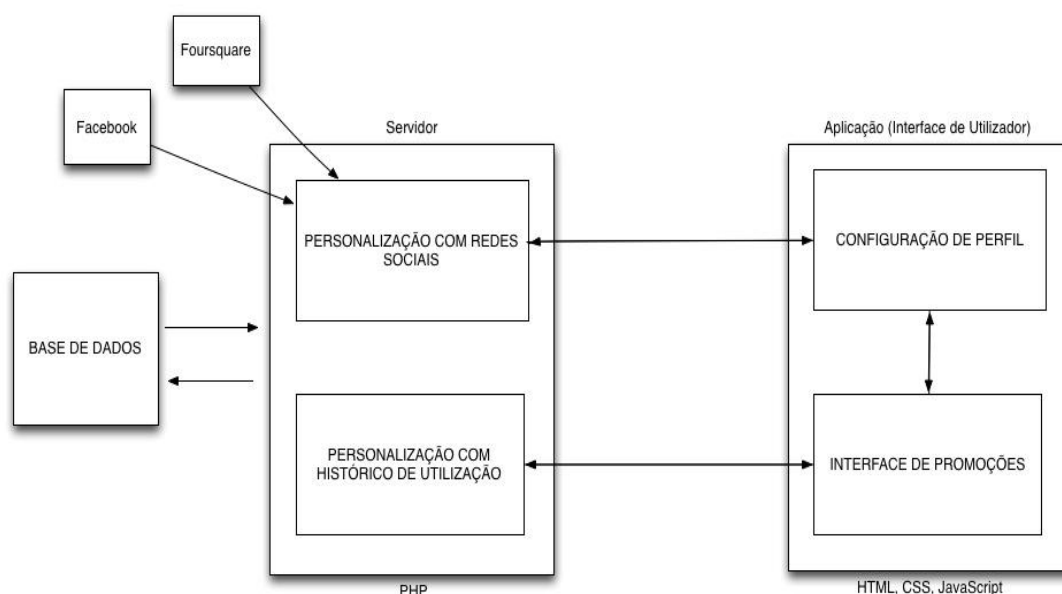 Foursquare
Facebook
Servidor
Aplicação (Interface de Utilizador)
PERSONALIZAÇÃO COM REDES
SOCIAIS
CONFIGURAÇÃO DE PERFIL
BASE DE DADOS
PERSONALIZAÇÃO COM
HISTÓRICO DE UTILIZAÇÃO
INTERFACE DE PROMOÇÕES
PHP
HTML, CSS, JavaScript